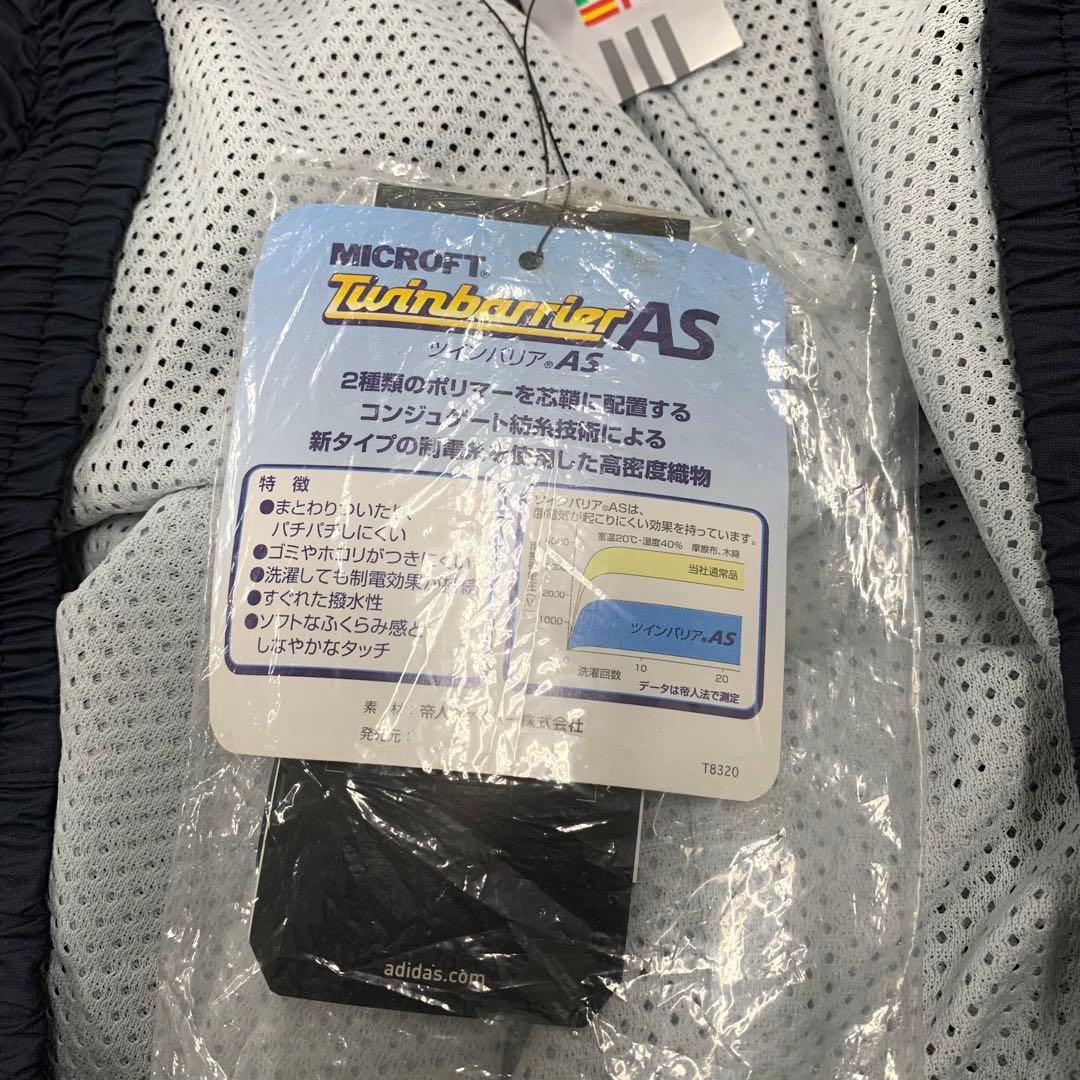 MICROFT®
Twinbarrier AS
ツインバリア®AS
2種類のポリマーを芯鞘に配置する
コンジュゲート紡糸技術による
新タイプの制電糸を使用した高密度織物
特 徴
●まとわりついたり、
パチパチしにくい
●ゴミやホコリがつきにくい
●洗濯しても制電効果が持続
●すぐれた撥水性
●ソフトなふくらみ感と
しなやかなタッチ
ツインバリア®ASは、
静電気が起こりにくい効果を持っています。
室温20℃・湿度40% 摩擦布、木綿
4000
3000
2000
1000
0
(V)
当社通常品
ツインバリア®AS
洗濯回数
10
20
データは帝人法で測定
素 材：帝人 株式会社
発売元：
T8320
adidas.com